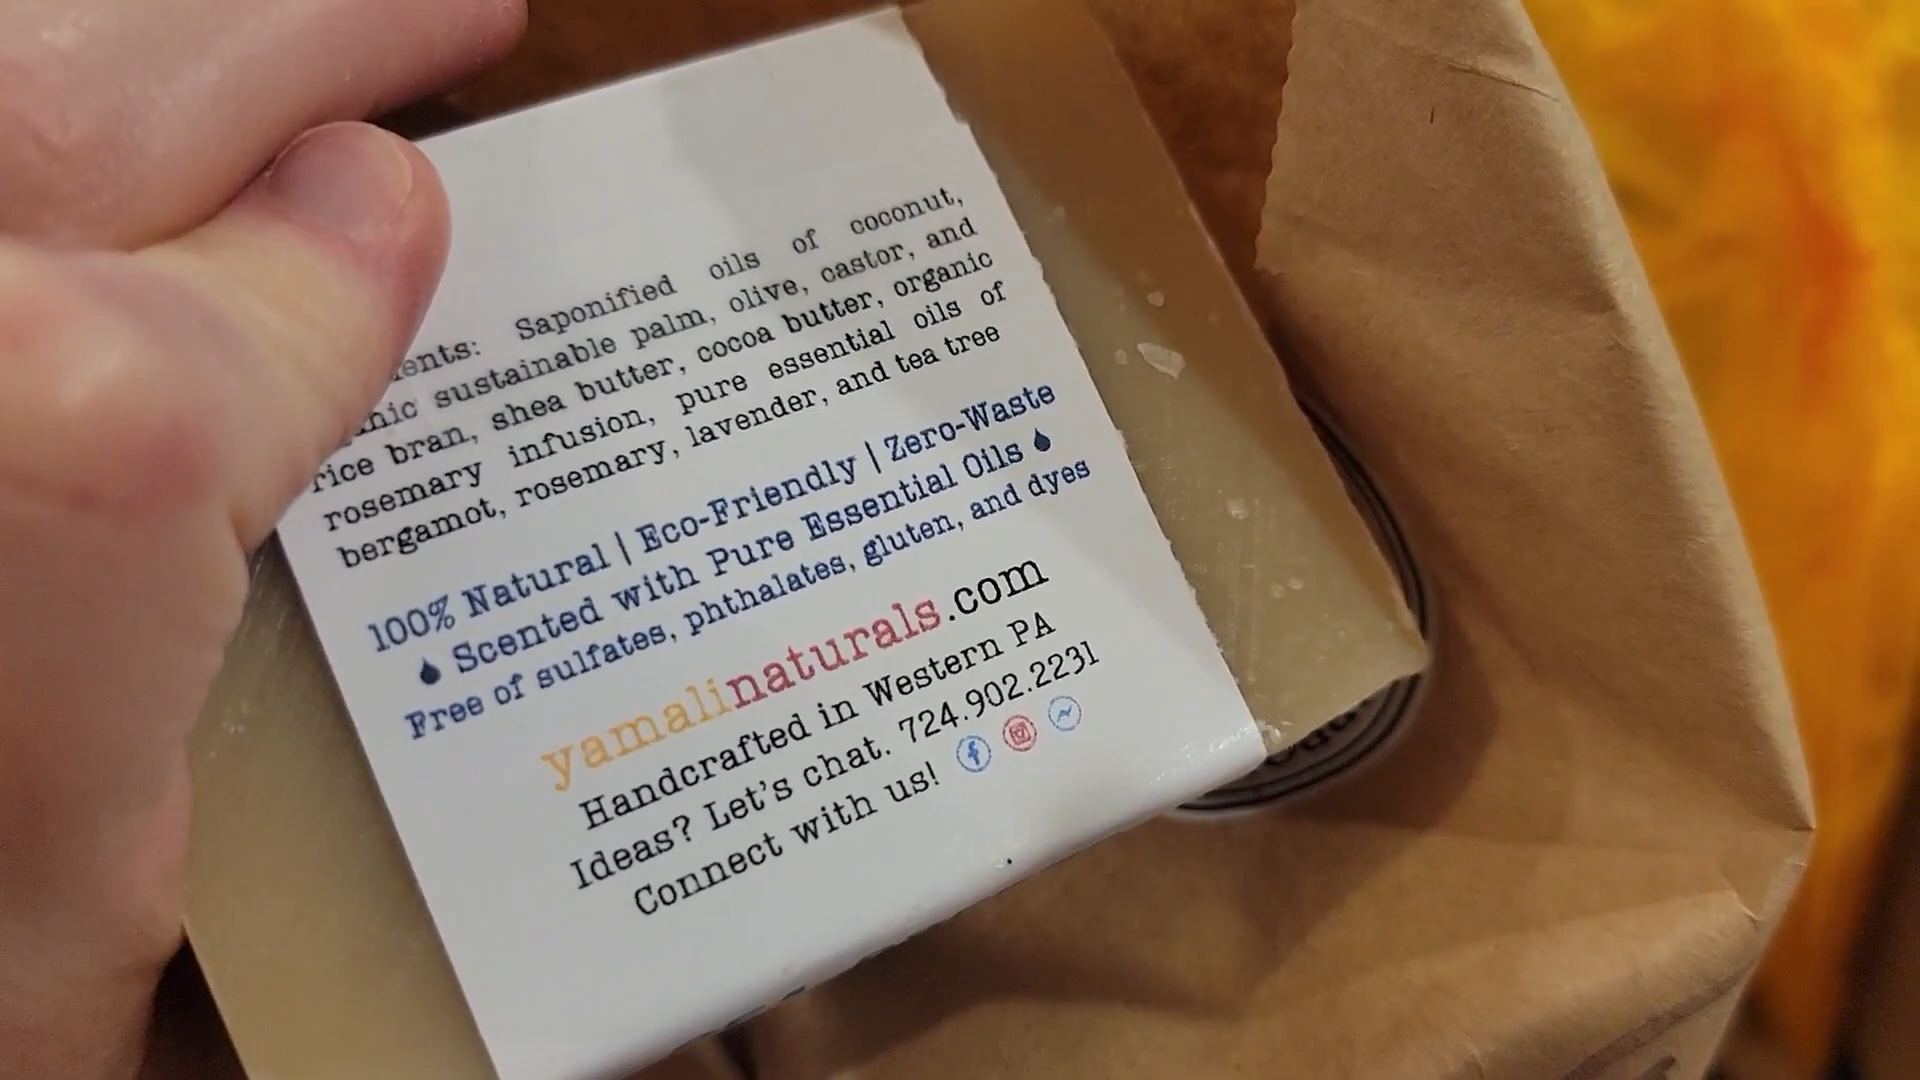 Saponified oils of coconut,
sustainable palm, olive, castor, and
rice bran, shea butter, cocoa butter, organic
rosemary infusion, pure essential oils of
bergamot, rosemary, lavender, and tea tree
100% Natural | Eco-Friendly | Zero-Waste
Scented with Pure Essential Oils
Free of sulfates, phthalates, gluten, and dyes
yamalinaturals.com
Handcrafted in Western PA
Ideas? Let's chat. 724.902.2231
Connect with us!